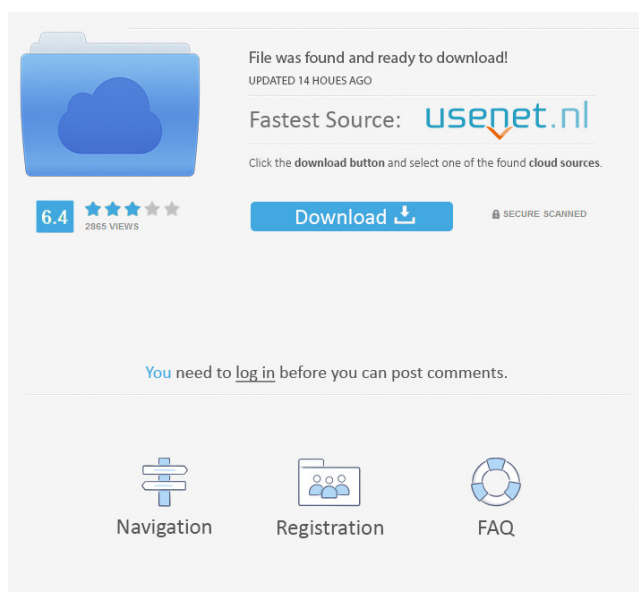 File was found and ready to download!
UPDATED 14 HOUES AGO
Fastest Source: usenet.nl
Click the download button and select one of the found cloud sources.
6.4
2865 VIEWS
Download
SECURE SCANNED
You need to log in before you can post comments.
Navigation
Registration
FAQ